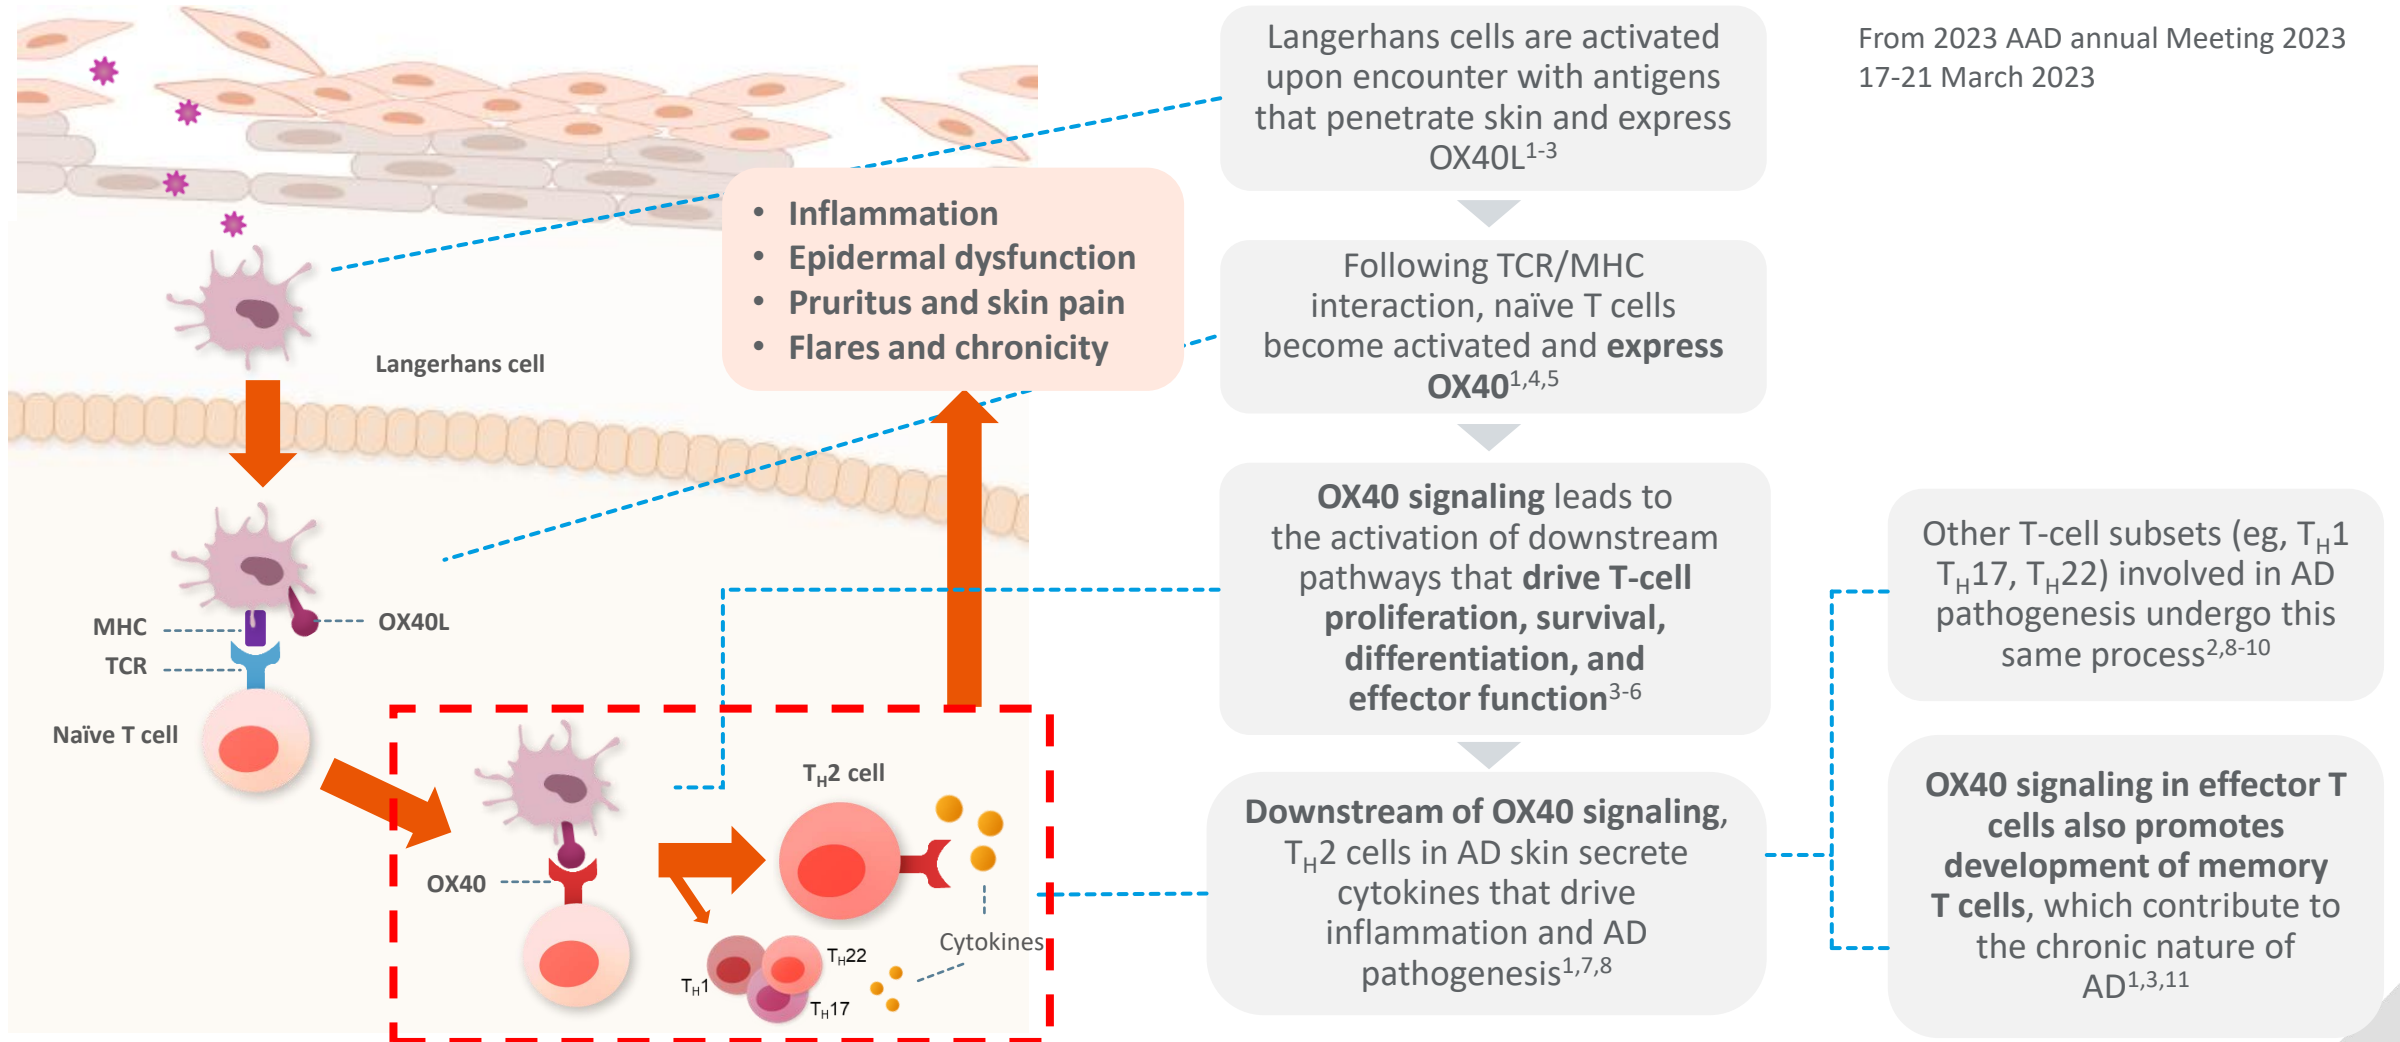 From 2023 AAD annual Meeting 2023
17-21 March 2023
Langerhans cells are activated
upon encounter with antigens
that penetrate skin and express
OX40L1-3
• Inflammation
• Epidermal dysfunction
• Pruritus and skin pain
• Flares and chronicity
Following TCR/MHC
interaction, naïve T cells
become activated and express
OX401,4,5
Langerhans cell
OX40 signaling leads to
the activation of downstream
pathways that drive T-cell
proliferation, survival,
differentiation, and
effector function3-6
Other T-cell subsets (eg, TH1
TH17, TH22) involved in AD
pathogenesis undergo this
same process2,8-10
MHC
OX40L
TCR
Naïve T cell
TH2 cell
OX40
Cytokines
TH22
TH1
TH17
Downstream of OX40 signaling,
TH2 cells in AD skin secrete
cytokines that drive
inflammation and AD
pathogenesis1,7,8
OX40 signaling in effector T
cells also promotes
development of memory
T cells, which contribute to
the chronic nature of
AD1,3,11